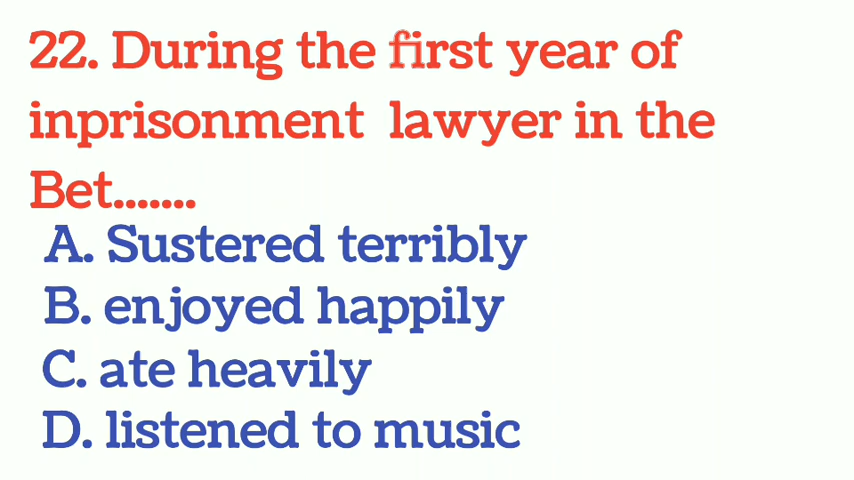 22. During the first year of
inprisonment lawyer in the
Bet.......
A. Sustered terribly
B. enjoyed happily
C. ate heavily
D. listened to music